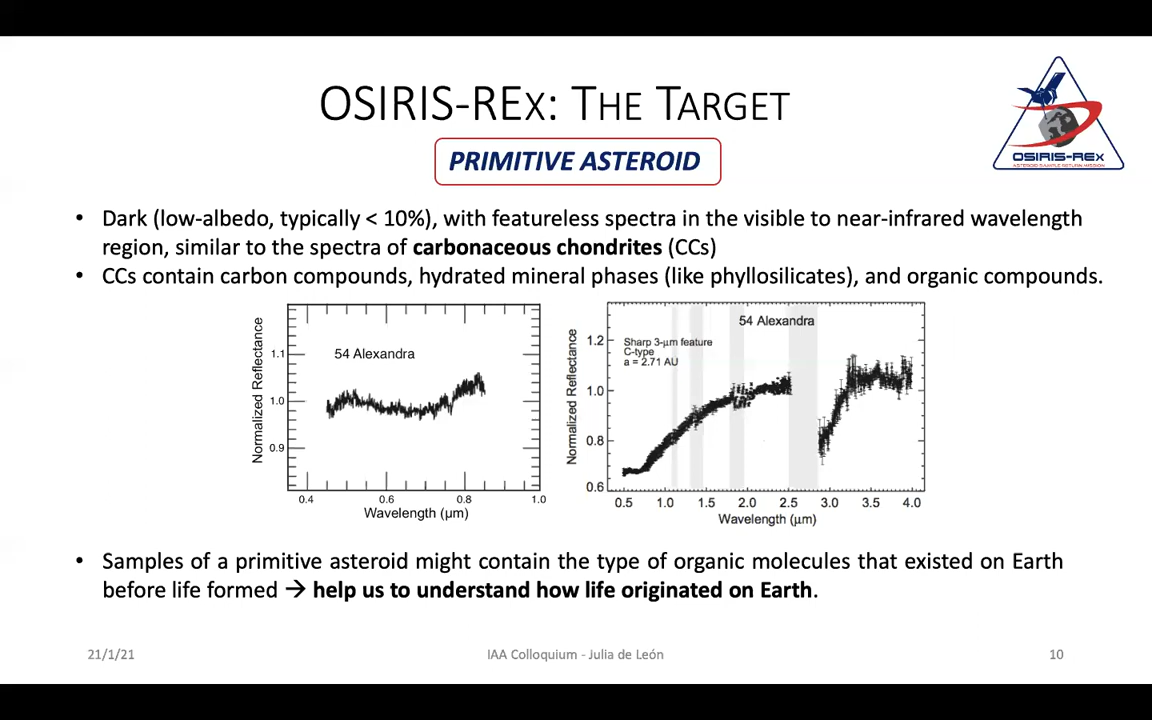 OSIRIS-REX: THE TARGET
PRIMITIVE ASTEROID
OSIRIS-REx
ASTEROID SAMPLE RETURN MISSION
• Dark (low-albedo, typically < 10%), with featureless spectra in the visible to near-infrared wavelength
region, similar to the spectra of carbonaceous chondrites (CCs)
• CCs contain carbon compounds, hydrated mineral phases (like phyllosilicates), and organic compounds.
Normalized Reflectance
1.1
1.0
0.9
54 Alexandra
0.4 0.6 0.8 1.0
Wavelength (μm)
Normalized Reflectance
1.2
1.0
0.8
0.6
54 Alexandra
Sharp 3-μm feature
C-type
a = 2.71 AU
0.5 1.0 1.5 2.0 2.5 3.0 3.5 4.0
Wavelength (μm)
• Samples of a primitive asteroid might contain the type of organic molecules that existed on Earth
before life formed → help us to understand how life originated on Earth.
21/1/21 IAA Colloquium - Julia de León 10